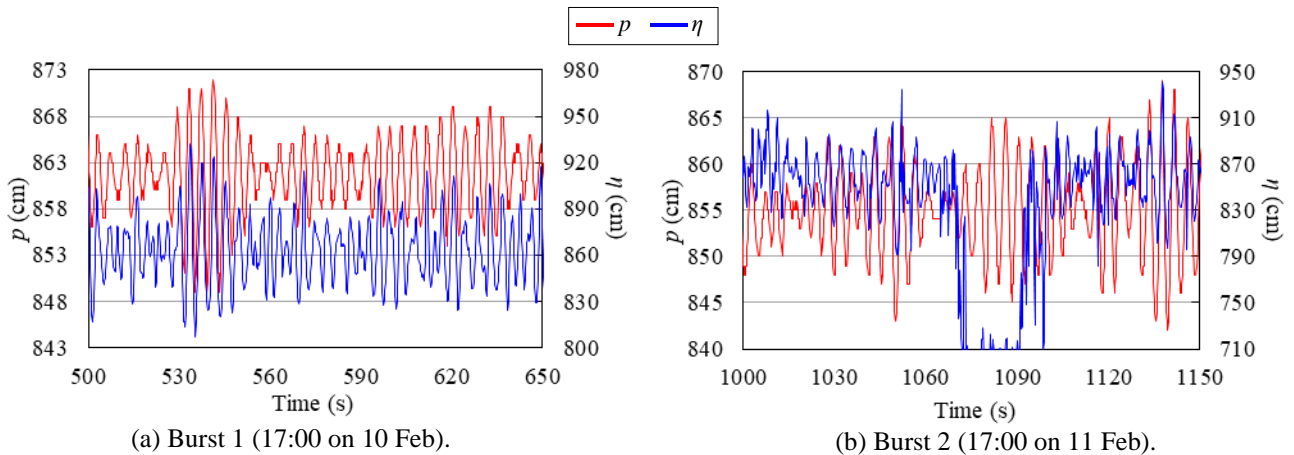 p η
873 868 863 858 853 848 843
p (cm)
980 950 920 890 860 830 800
η (cm)
500 530 560 590 620 650
Time (s)
(a) Burst 1 (17:00 on 10 Feb).
870 865 860 855 850 845 840
p (cm)
950 910 870 830 790 750 710
η (cm)
1000 1030 1060 1090 1120 1150
Time (s)
(b) Burst 2 (17:00 on 11 Feb).